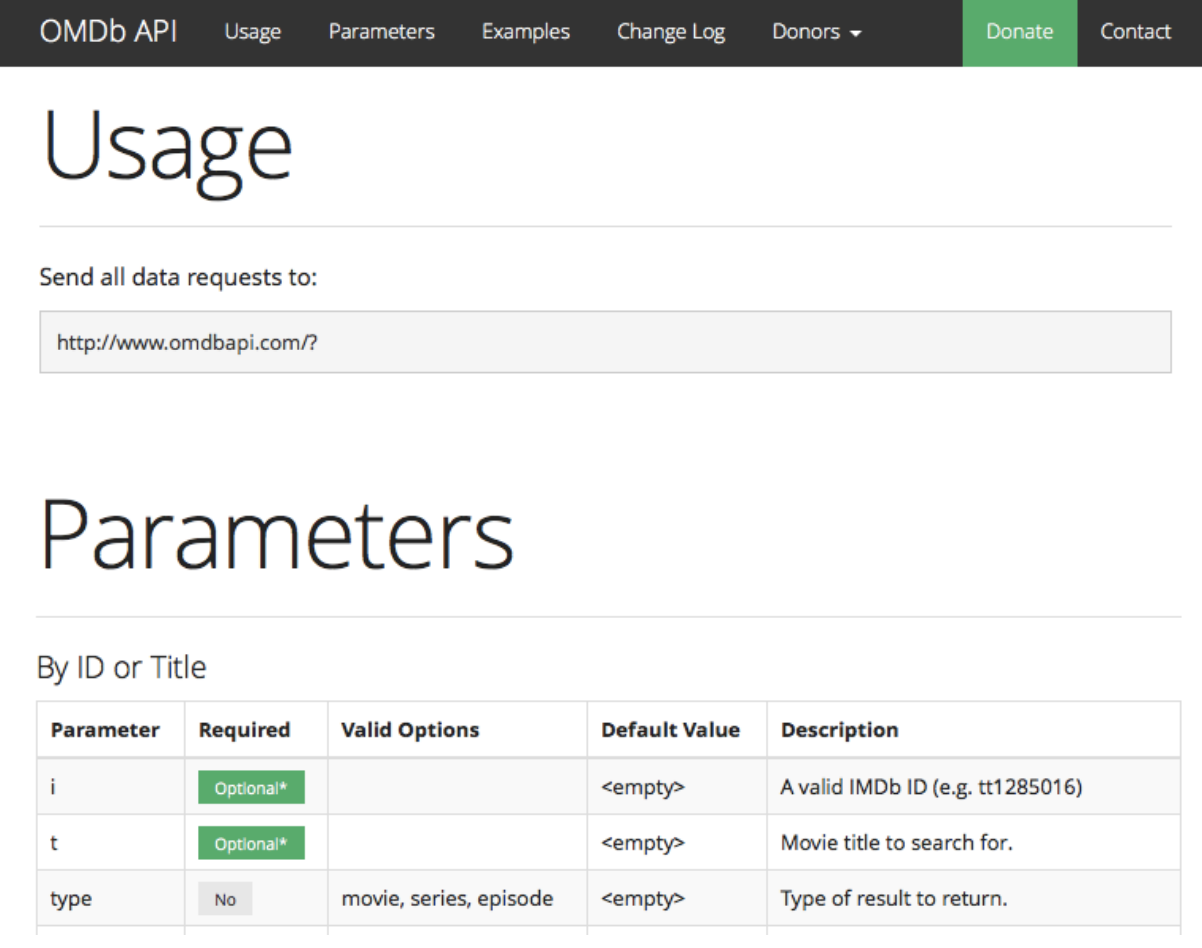 OMDb API Usage Parameters Examples Change Log Donors Donate Contact
Usage
Send all data requests to:
http://www.omdbapi.com/?
Parameters
By ID or Title
Parameter Required Valid Options Default Value Description
i Optional* <empty> A valid IMDb ID (e.g. tt1285016)
t Optional* <empty> Movie title to search for.
type No movie, series, episode <empty> Type of result to return.